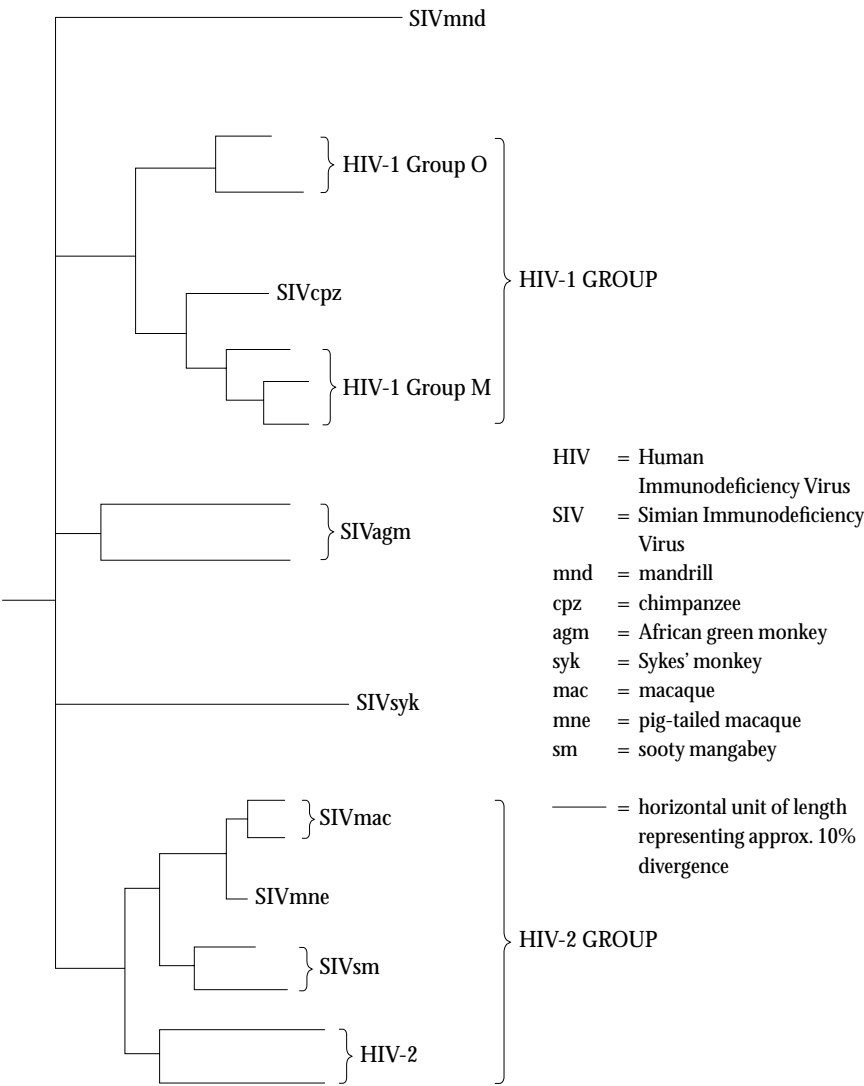 SIVmnd
HIV-1 Group O
HIV-1 GROUP
SIVcpz
HIV-1 Group M
HIV = Human
Immunodeficiency Virus
SIV = Simian Immunodeficiency
Virus
mnd = mandrill
cpz = chimpanzee
agm = African green monkey
syk = Sykes' monkey
mac = macaque
mne = pig-tailed macaque
sm = sooty mangabey
= horizontal unit of length
representing approx. 10%
divergence
SIVagm
SIVsyk
SIVmac
SIVmne
HIV-2 GROUP
SIVsm
HIV-2